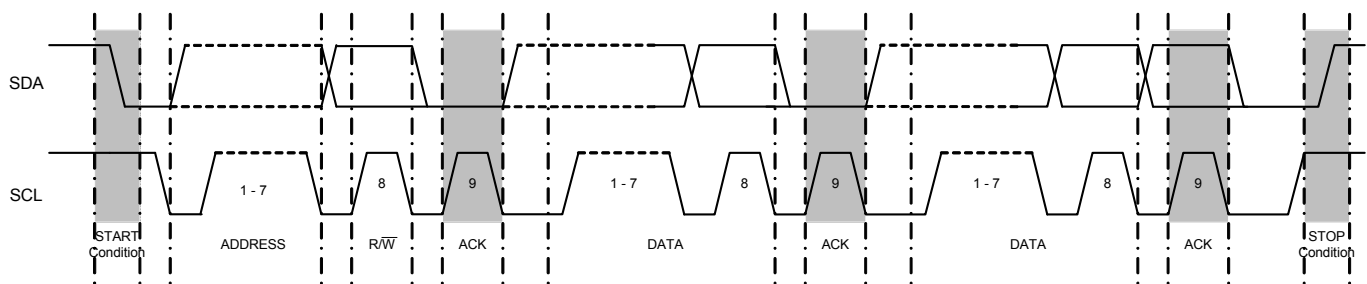 SDA
SCL
1 - 7
8
9
1 - 7
8
9
1 - 7
8
9
START
Condition
ADDRESS
R/W̅
ACK
DATA
ACK
DATA
ACK
STOP
Condition